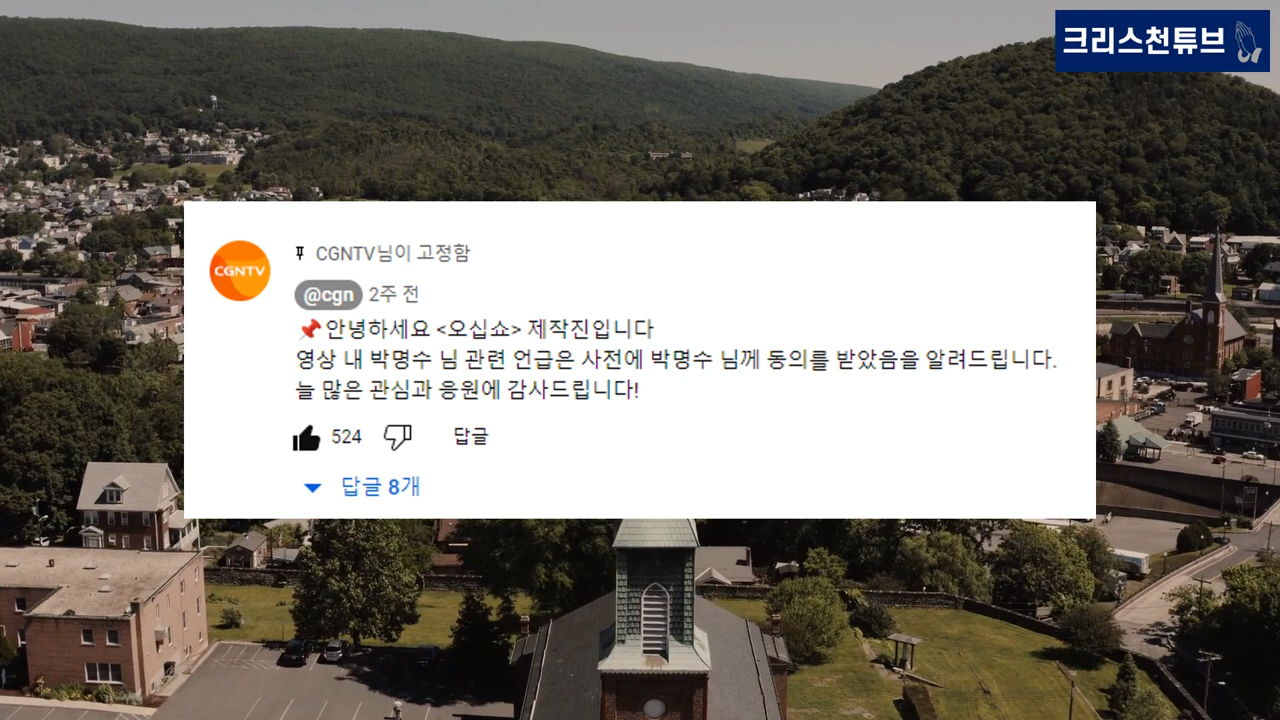 크리스천튜브
CGNTV
CGNTV님이 고정함
@cgn 2주 전
📌안녕하세요 <오십쇼> 제작진입니다
영상 내 박명수 님 관련 언급은 사전에 박명수 님께 동의를 받았음을 알려드립니다.
늘 많은 관심과 응원에 감사드립니다!
524 답글
답글 8개